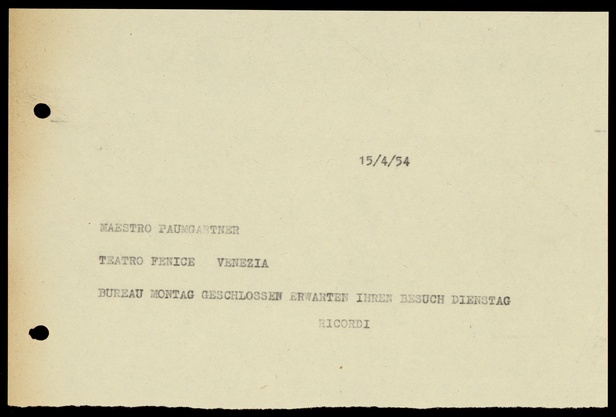 15/4/54
MAESTRO PAUMGARTNER
TEATRO FENICE VENEZIA
BUREAU MONTAG GESCHLOSSEN ERWARTEN IHREN BESUCH DIENSTAG
RICORDI